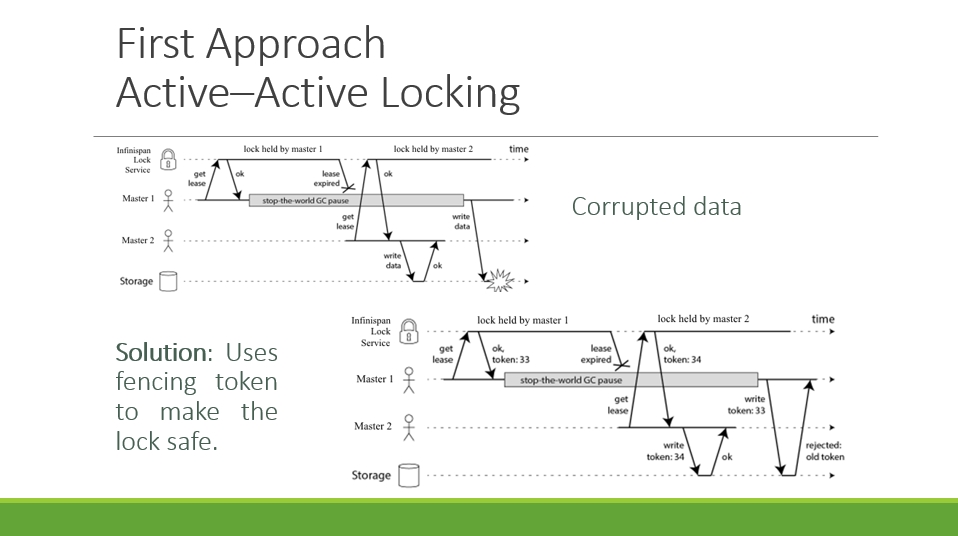 First Approach
Active–Active Locking
Infinispan
Lock
Service
lock held by master 1
lock held by master 2
time
get
lease
ok
lease
expired
ok
Master 1
stop-the-world GC pause
get
lease
write
data
Master 2
write
data
ok
Storage
Corrupted data
Solution: Uses
fencing token
to make the
lock safe.
Infinispan
Lock
Service
lock held by master 1
lock held by master 2
time
get
lease
ok,
token: 33
lease
expired
ok,
token: 34
Master 1
stop-the-world GC pause
get
lease
write
token: 33
Master 2
write
token: 34
ok
rejected:
old token
Storage